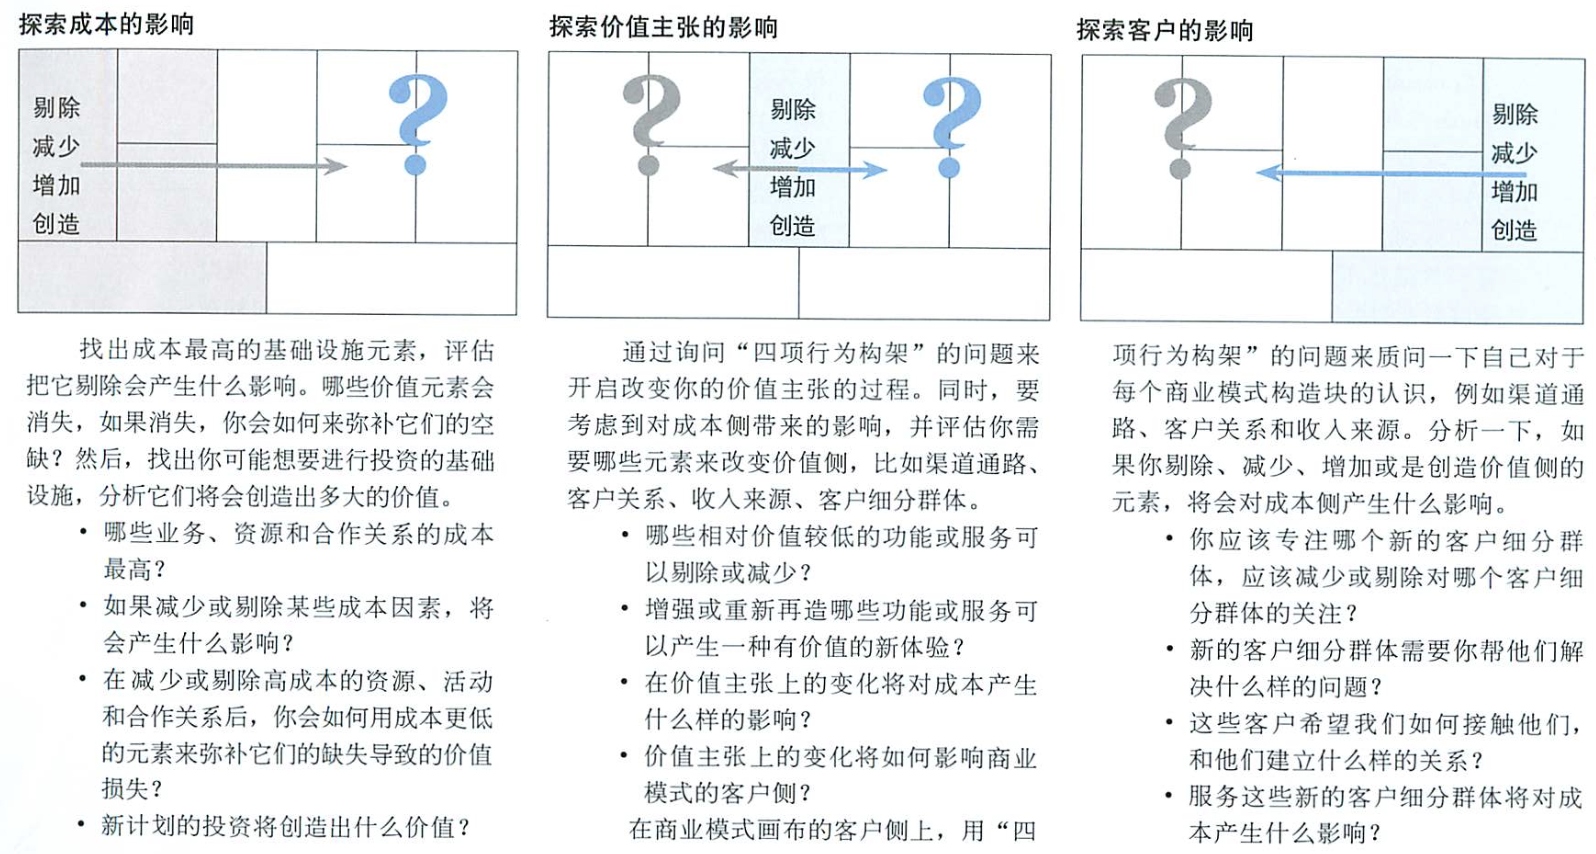 探索成本的影响
剔除
减少
增加
创造
找出成本最高的基础设施元素，评估
把它剔除会产生什么影响。哪些价值元素会
消失，如果消失，你会如何来弥补它们的空
缺？然后，找出你可能想要进行投资的基础
设施，分析它们将会创造出多大的价值。
• 哪些业务、资源和合作关系的成本
最高？
• 如果减少或剔除某些成本因素，将
会产生什么影响？
• 在减少或剔除高成本的资源、活动
和合作关系后，你会如何用成本更低
的元素来弥补它们的缺失导致的价值
损失？
• 新计划的投资将创造出什么价值？
探索价值主张的影响
剔除
减少
增加
创造
通过询问“四项行为构架”的问题来
开启改变你的价值主张的过程。同时，要
考虑到对成本侧带来的影响，并评估你需
要哪些元素来改变价值侧，比如渠道通路、
客户关系、收入来源、客户细分群体。
• 哪些相对价值较低的功能或服务可
以剔除或减少？
• 增强或重新再造哪些功能或服务可
以产生一种有价值的新体验？
• 在价值主张上的变化将对成本产生
什么样的影响？
• 价值主张上的变化将如何影响商业
模式的客户侧？
在商业模式画布的客户侧上，用“四
探索客户的影响
剔除
减少
增加
创造
项行为构架”的问题来质问一下自己对于
每个商业模式构造块的认识，例如渠道通
路、客户关系和收入来源。分析一下，如
果你剔除、减少、增加或是创造价值侧的
元素，将会对成本侧产生什么影响。
• 你应该专注哪个新的客户细分群
体，应该减少或剔除对哪个客户细
分群体的关注？
• 新的客户细分群体需要你帮他们解
决什么样的问题？
• 这些客户希望我们如何接触他们，
和他们建立什么样的关系？
• 服务这些新的客户细分群体将对成
本产生什么影响？